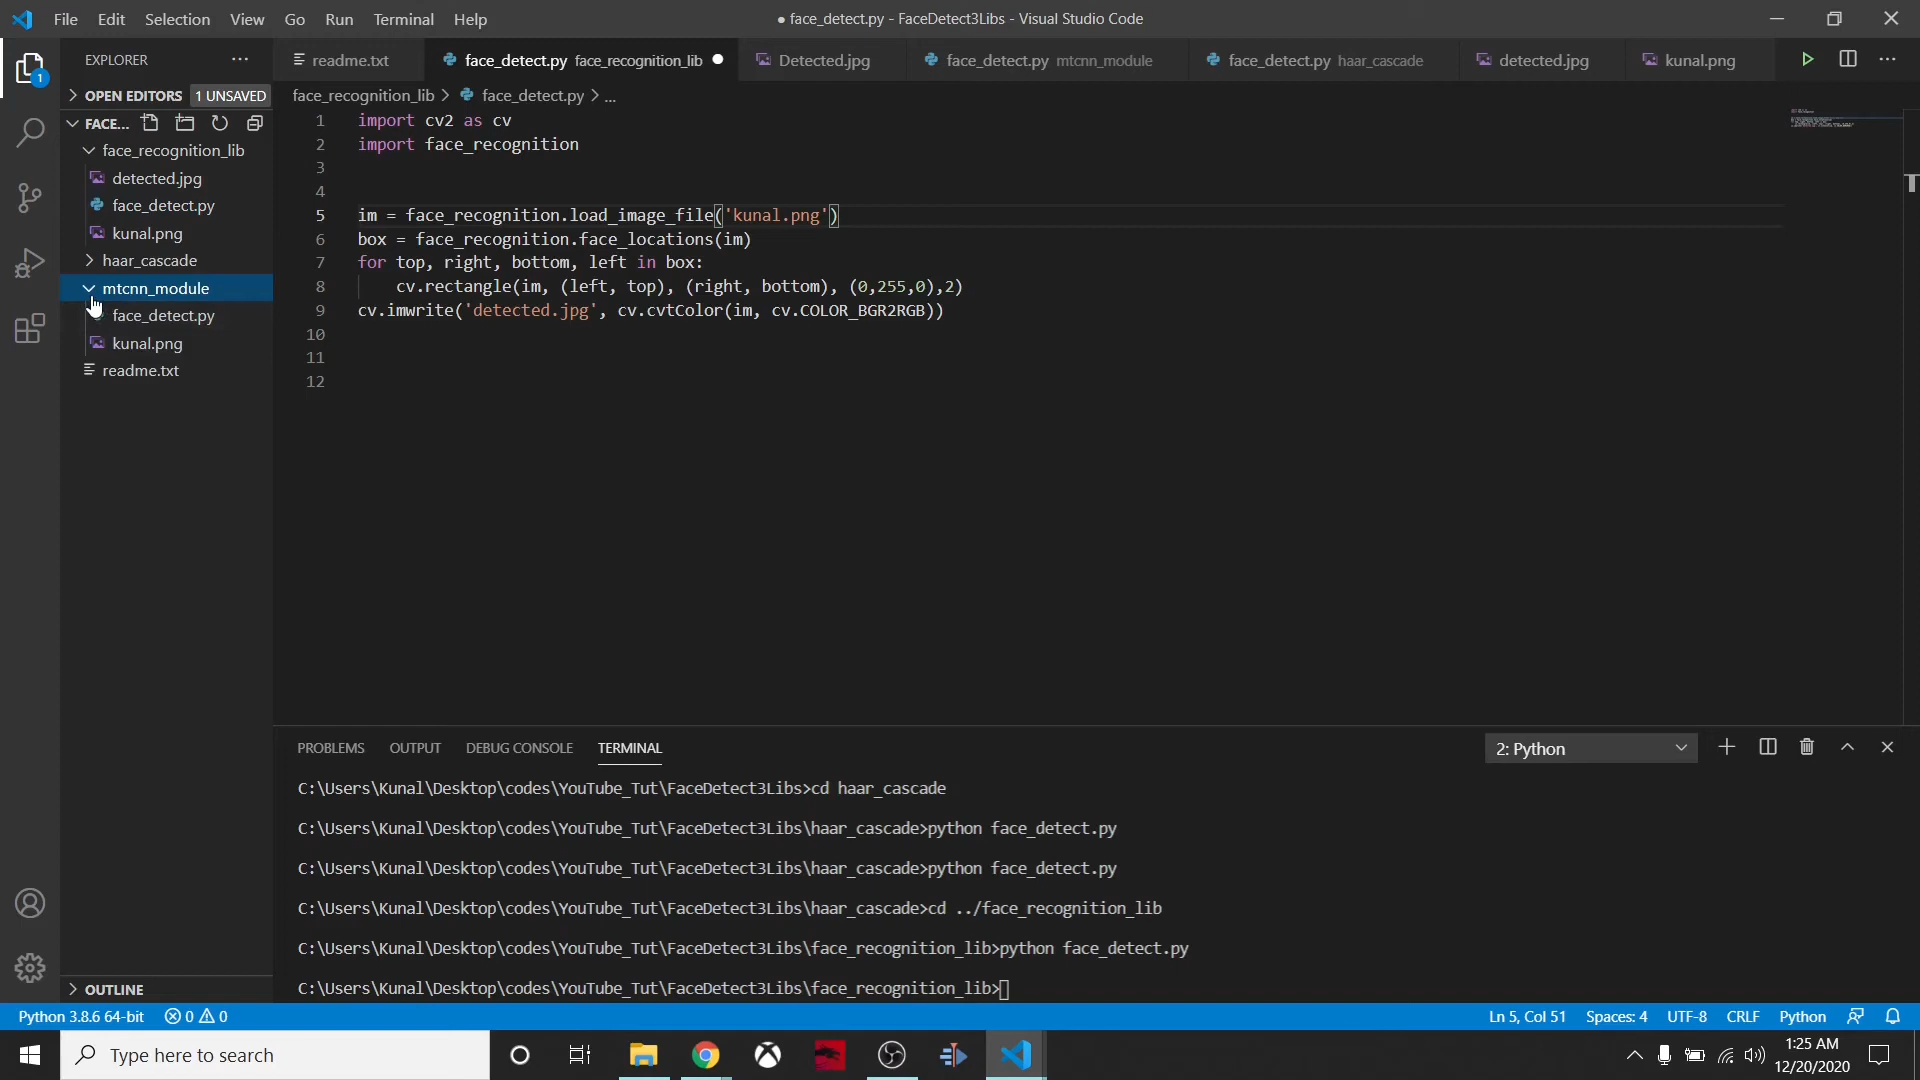 File Edit Selection View Go Run Terminal Help
● face_detect.py - FaceDetect3Libs - Visual Studio Code
EXPLORER
readme.txt
face_detect.py face_recognition_lib
Detected.jpg
face_detect.py mtcnn_module
face_detect.py haar_cascade
detected.jpg
kunal.png
1
OPEN EDITORS 1 UNSAVED
face_recognition_lib > face_detect.py > ...
FACE...
face_recognition_lib
detected.jpg
face_detect.py
kunal.png
haar_cascade
mtcnn_module
face_detect.py
kunal.png
readme.txt
1 import cv2 as cv
2 import face_recognition
3
4
5 im = face_recognition.load_image_file('kunal.png')
6 box = face_recognition.face_locations(im)
7 for top, right, bottom, left in box:
8 cv.rectangle(im, (left, top), (right, bottom), (0,255,0),2)
9 cv.imwrite('detected.jpg', cv.cvtColor(im, cv.COLOR_BGR2RGB))
10
11
12
PROBLEMS OUTPUT DEBUG CONSOLE TERMINAL
2: Python
C:\Users\Kunal\Desktop\codes\YouTube_Tut\FaceDetect3Libs>cd haar_cascade
C:\Users\Kunal\Desktop\codes\YouTube_Tut\FaceDetect3Libs\haar_cascade>python face_detect.py
C:\Users\Kunal\Desktop\codes\YouTube_Tut\FaceDetect3Libs\haar_cascade>python face_detect.py
C:\Users\Kunal\Desktop\codes\YouTube_Tut\FaceDetect3Libs\haar_cascade>cd ../face_recognition_lib
C:\Users\Kunal\Desktop\codes\YouTube_Tut\FaceDetect3Libs\face_recognition_lib>python face_detect.py
C:\Users\Kunal\Desktop\codes\YouTube_Tut\FaceDetect3Libs\face_recognition_lib>
OUTLINE
Python 3.8.6 64-bit 0 0
Ln 5, Col 51 Spaces: 4 UTF-8 CRLF Python
Type here to search
1:25 AM
12/20/2020